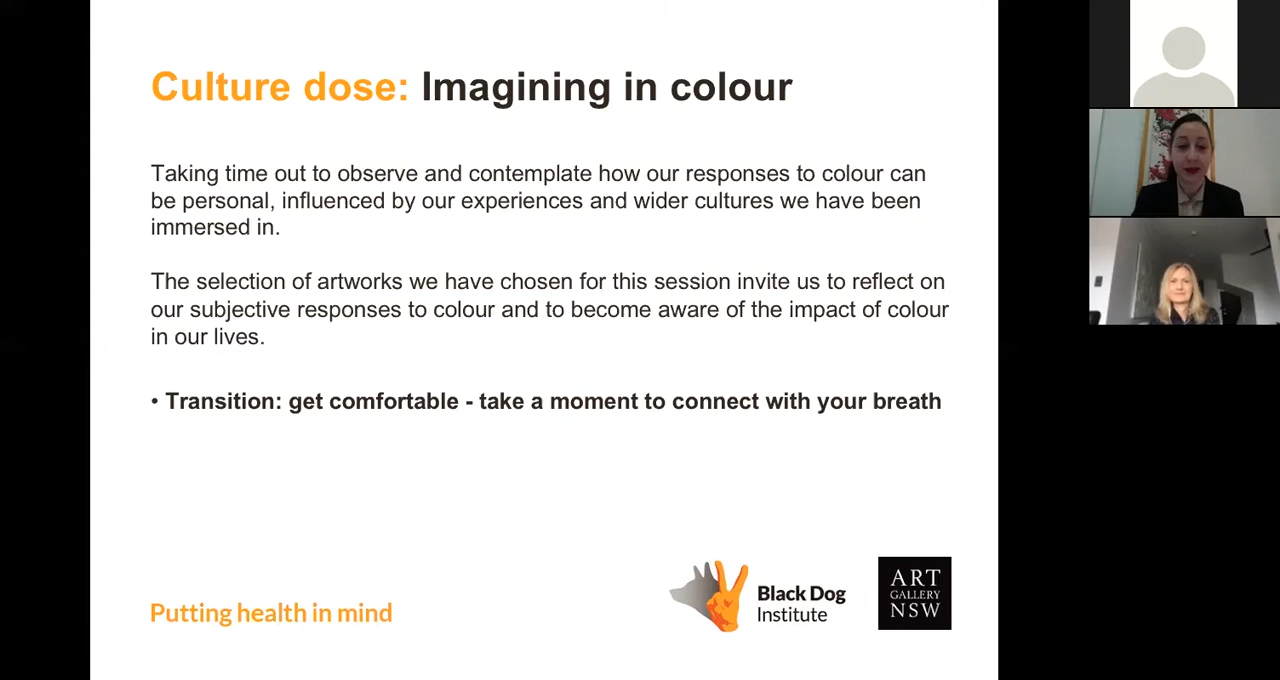 Culture dose: Imagining in colour
Taking time out to observe and contemplate how our responses to colour can
be personal, influenced by our experiences and wider cultures we have been
immersed in.
The selection of artworks we have chosen for this session invite us to reflect on
our subjective responses to colour and to become aware of the impact of colour
in our lives.
• Transition: get comfortable - take a moment to connect with your breath
Putting health in mind
Black Dog
Institute
ART
GALLERY
NSW